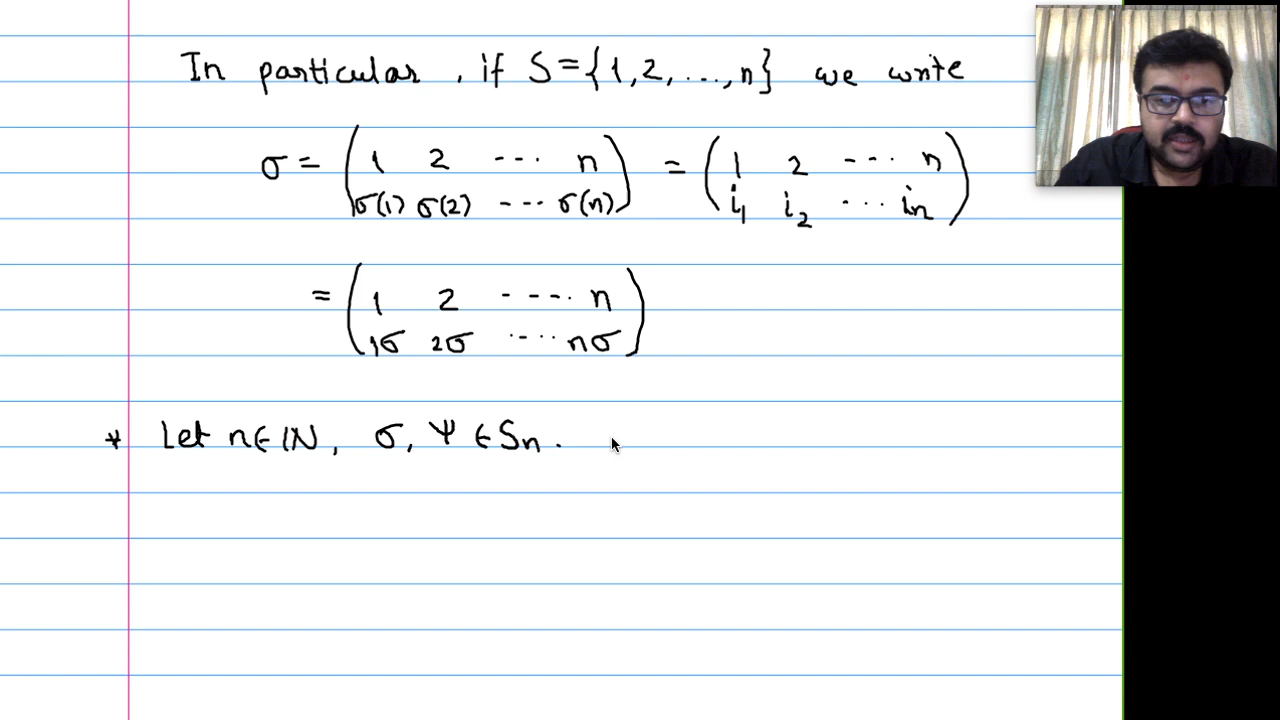 In particular, if S={1,2,...,n} we write
σ = (1 2 --- n) = (1 2 --- n)
(σ(1) σ(2) --- σ(n)) (i₁ i₂ ... iₙ)
= (1 2 ---- n)
(1σ 2σ .... nσ)
* Let n∈ℕ, σ, Ψ ∈ Sₙ.